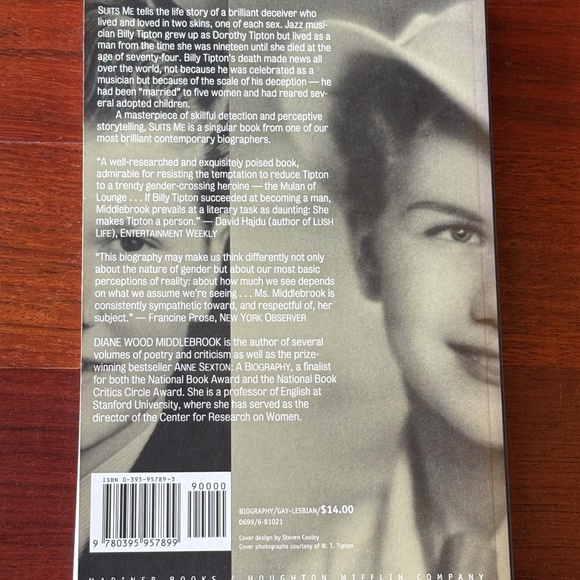 SUITS ME tells the life story of a brilliant deceiver who
lived and loved in two skins, one of each sex. Jazz musi-
cian Billy Tipton grew up as Dorothy Tipton but lived as a
man from the time she was nineteen until she died at the
age of seventy-four. Billy Tipton's death made news all
over the world, not because he was celebrated as a
musician but because of the scale of his deception — he
had been "married" to five women and had reared sev-
eral adopted children.
A masterpiece of skillful detection and perceptive
storytelling, SUITS ME is a singular book from one of our
most brilliant contemporary biographers.
"A well-researched and exquisitely poised book,
admirable for resisting the temptation to reduce Tipton
to a trendy gender-crossing heroine — the Mulan of
Lounge . . . If Billy Tipton succeeded at becoming a man,
Middlebrook prevails at a literary task as daunting: She
makes Tipton a person." — David Hajdu (author of LUSH
LIFE), ENTERTAINMENT WEEKLY
"This biography may make us think differently not only
about the nature of gender but about our most basic
perceptions of reality: about how much we see depends
on what we assume we're seeing . . . Ms. Middlebrook is
consistently sympathetic toward, and respectful of, her
subject." — Francine Prose, NEW YORK OBSERVER
DIANE WOOD MIDDLEBROOK is the author of several
volumes of poetry and criticism as well as the prize-
winning bestseller ANNE SEXTON: A BIOGRAPHY, a finalist
for both the National Book Award and the National Book
Critics Circle Award. She is a professor of English at
Stanford University, where she has served as the
director of the Center for Research on Women.
ISBN 0-395-95789-3
90000
9 780395 957899
BIOGRAPHY/GAY-LESBIAN/$14.00
0699/6-81021
Cover design by Steven Cooley
Cover photographs courtesy of W. T. Tipton
MARINER BOOKS / HOUGHTON MIFFLIN COMPANY